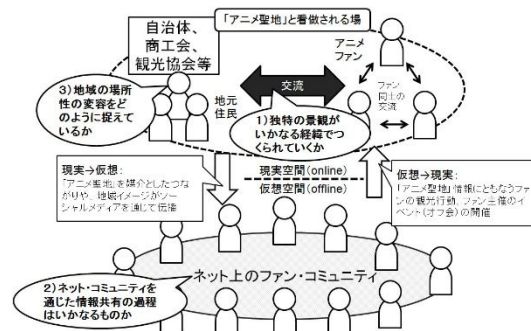 「アニメ聖地」と看做される場
自治体、
商工会、
観光協会等
アニメ
ファン
3）地域の場所
性の変容をど
のように捉えて
いるか
地元
住民
交流
ファン
同士の
交流
1）独特の景観が
いかなる経緯でつ
くられていくか
現実→仮想：
「アニメ聖地」を媒介としたつな
がりや、地域イメージがソー
シャルメディアを通じて伝播
現実空間(online)
仮想空間(offline)
仮想→現実：
「アニメ聖地」情報にともなうファ
ンの観光行動、ファン主催のイ
ベント（オフ会）の開催
ネット上のファン・コミュニティ
2）ネット・コミュニティを
通じた情報共有の過程
はいかなるものか